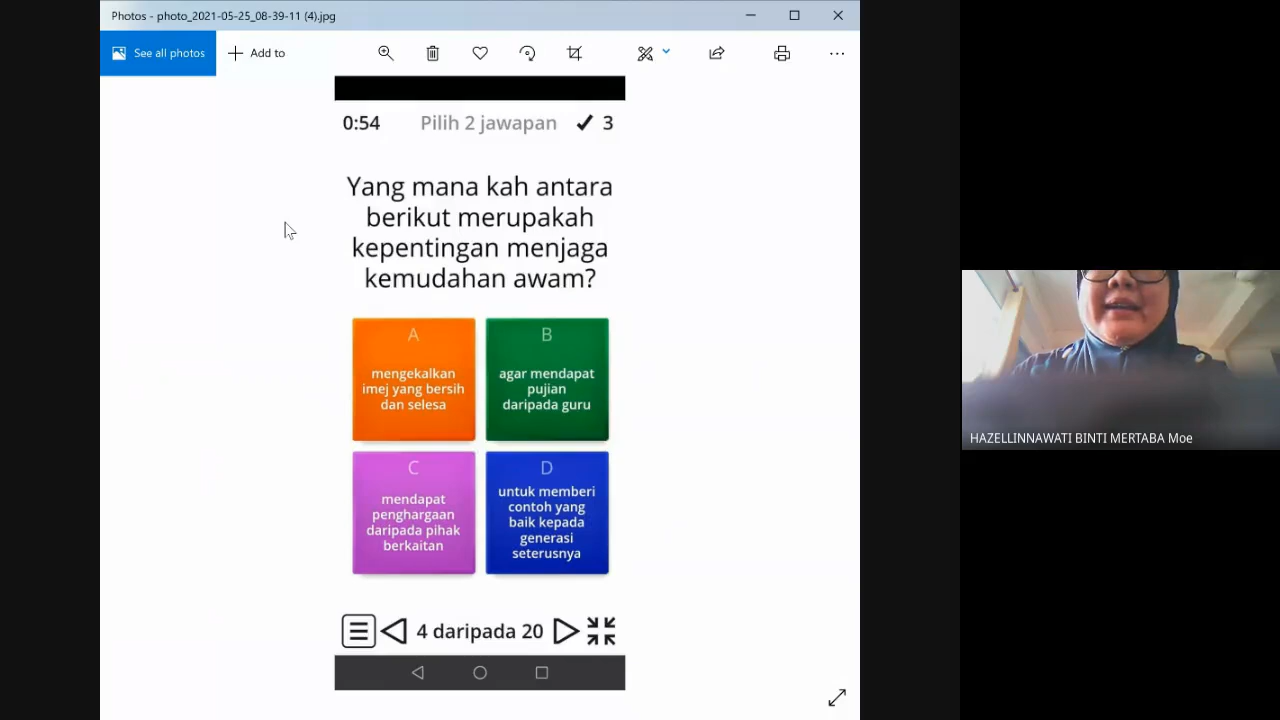 Photos - photo_2021-05-25_08-39-11 (4).jpg
See all photos
Add to
0:54 Pilih 2 jawapan ✔ 3
Yang mana kah antara
berikut merupakah
kepentingan menjaga
kemudahan awam?
A
mengekalkan
imej yang bersih
dan selesa
B
agar mendapat
pujian
daripada guru
C
mendapat
penghargaan
daripada pihak
berkaitan
D
untuk memberi
contoh yang
baik kepada
generasi
seterusnya
4 daripada 20
HAZELLINNAWATI BINTI MERTABA Moe